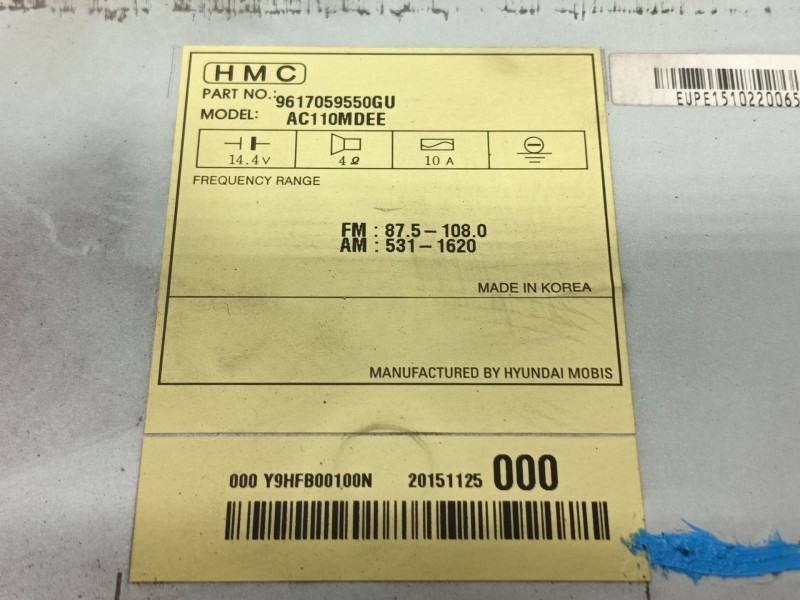 HMC
PART NO.: 9617059550GU
MODEL: AC110MDEE
14.4V 4Ω 10 A
FREQUENCY RANGE
FM : 87.5-108.0
AM : 531-1620
MADE IN KOREA
MANUFACTURED BY HYUNDAI MOBIS
000 Y9HFB00100N 20151125 000
EUPE1510220065